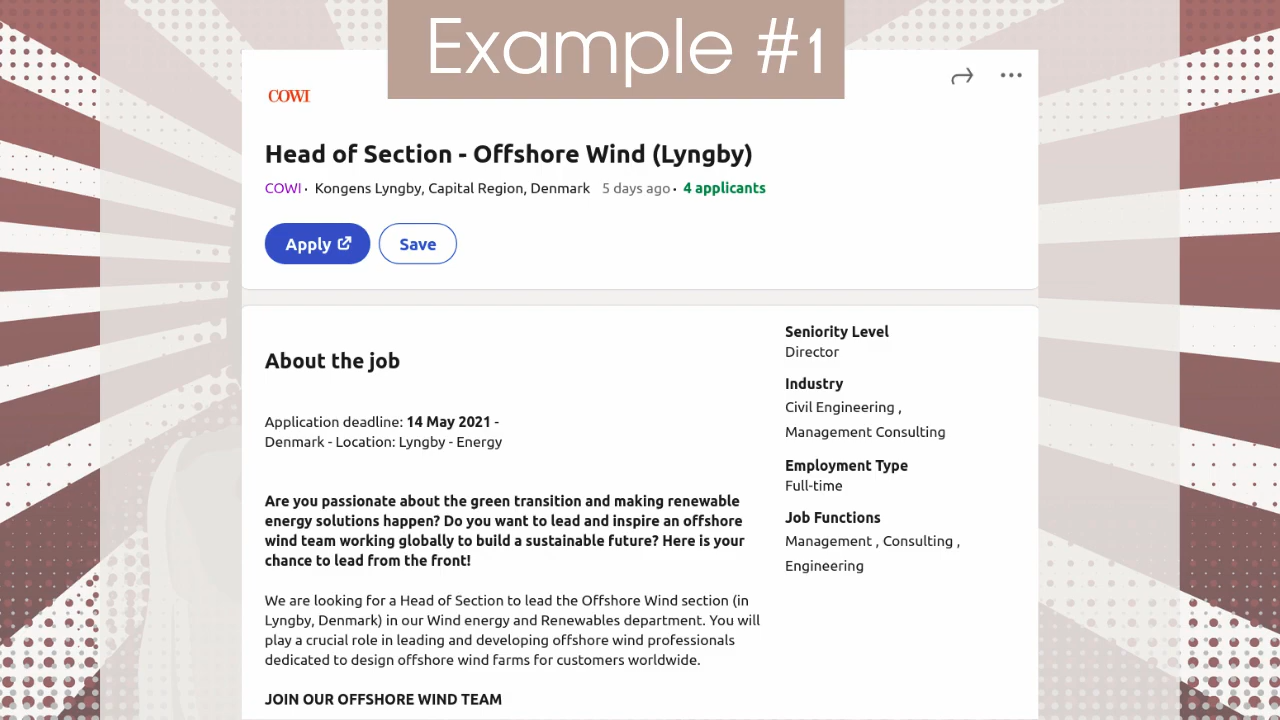 Example #1
COWI
Head of Section - Offshore Wind (Lyngby)
COWI · Kongens Lyngby, Capital Region, Denmark 5 days ago · 4 applicants
Apply
Save
About the job
Application deadline: 14 May 2021 -
Denmark - Location: Lyngby - Energy
Are you passionate about the green transition and making renewable
energy solutions happen? Do you want to lead and inspire an offshore
wind team working globally to build a sustainable future? Here is your
chance to lead from the front!
We are looking for a Head of Section to lead the Offshore Wind section (in
Lyngby, Denmark) in our Wind energy and Renewables department. You will
play a crucial role in leading and developing offshore wind professionals
dedicated to design offshore wind farms for customers worldwide.
JOIN OUR OFFSHORE WIND TEAM
Seniority Level
Director
Industry
Civil Engineering ,
Management Consulting
Employment Type
Full-time
Job Functions
Management , Consulting ,
Engineering